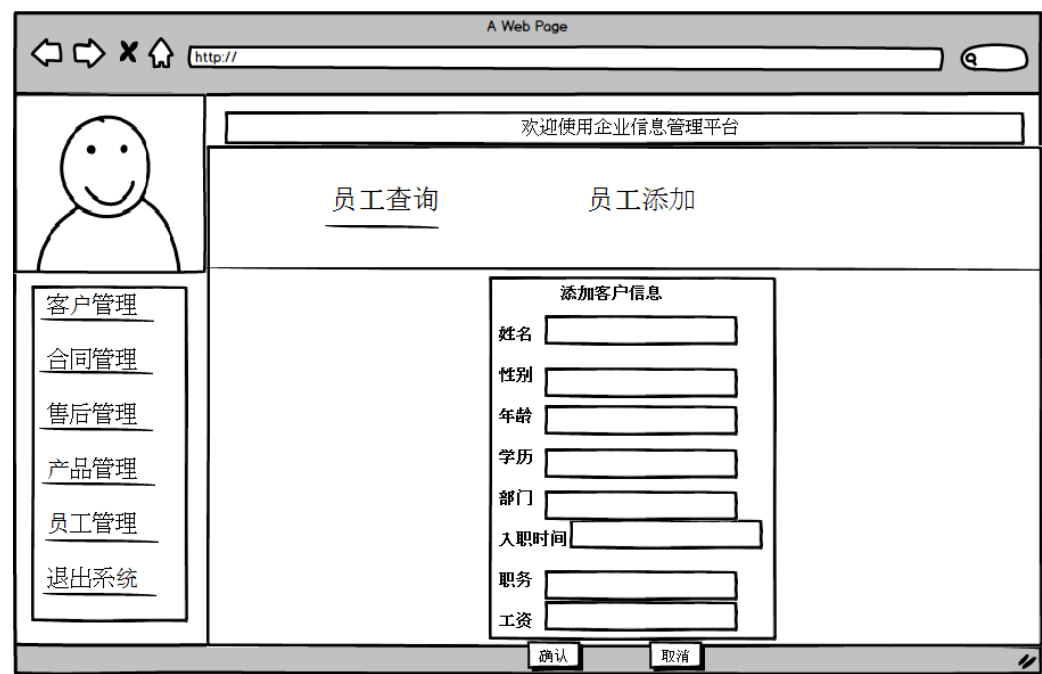 A Web Page
http://
欢迎使用企业信息管理平台
员工查询 员工添加
客户管理
合同管理
售后管理
产品管理
员工管理
退出系统
添加客户信息
姓名
性别
年龄
学历
部门
入职时间
职务
工资
确认 取消